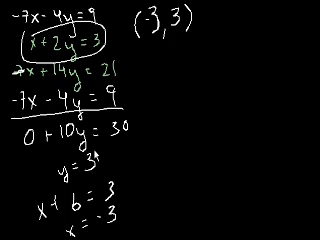 -7x - 4y = 9
x + 2y = 3
7x + 14y = 21
-7x - 4y = 9
0 + 10y = 30
y = 3
x + 6 = 3
x = -3
(-3, 3)